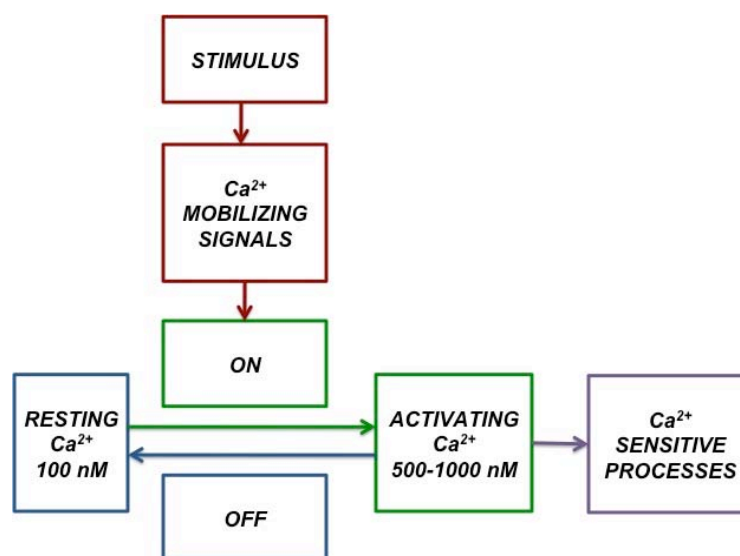 STIMULUS
Ca²⁺
MOBILIZING
SIGNALS
ON
RESTING
Ca²⁺
100 nM
ACTIVATING
Ca²⁺
500-1000 nM
Ca²⁺
SENSITIVE
PROCESSES
OFF